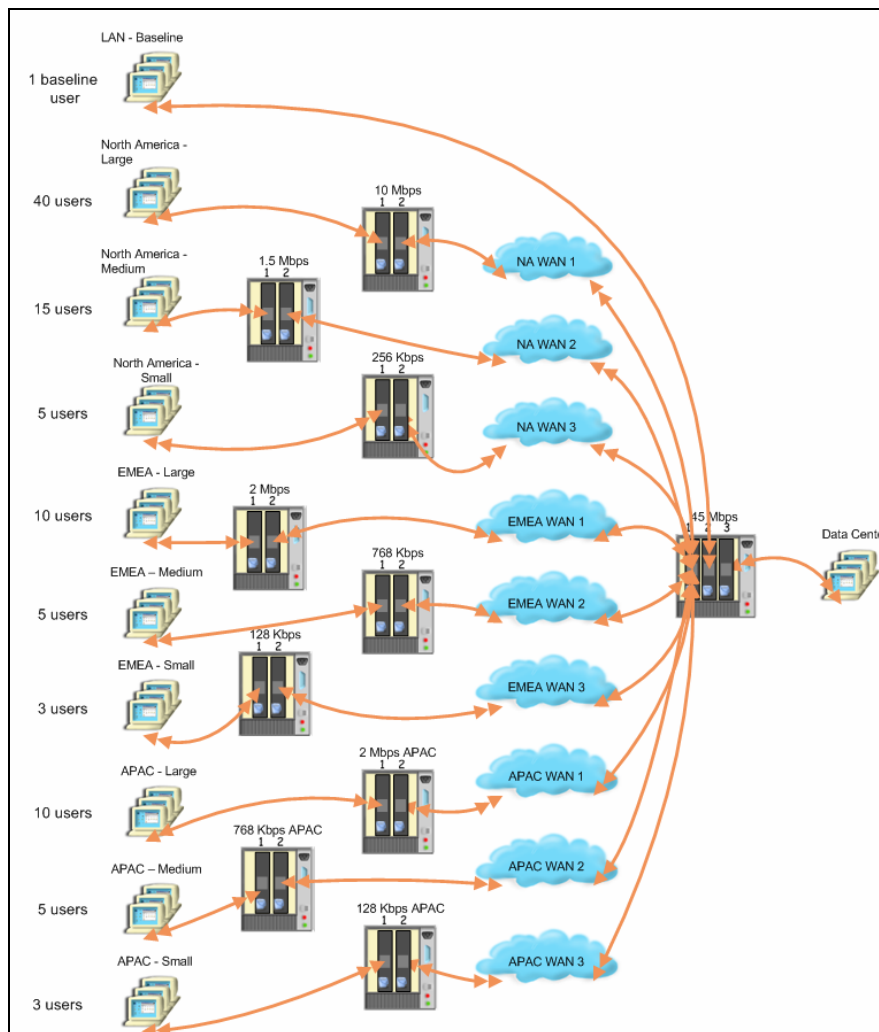 LAN - Baseline
1 baseline
user
North America -
Large
40 users
10 Mbps
1 2
NA WAN 1
North America -
Medium
15 users
1.5 Mbps
1 2
NA WAN 2
North America -
Small
5 users
256 Kbps
1 2
NA WAN 3
EMEA - Large
10 users
2 Mbps
1 2
EMEA WAN 1
45 Mbps
1 2 3
Data Cente
EMEA – Medium
5 users
768 Kbps
1 2
EMEA WAN 2
EMEA - Small
3 users
128 Kbps
1 2
EMEA WAN 3
APAC - Large
10 users
2 Mbps APAC
1 2
APAC WAN 1
APAC – Medium
5 users
768 Kbps APAC
1 2
APAC WAN 2
APAC - Small
3 users
128 Kbps APAC
1 2
APAC WAN 3